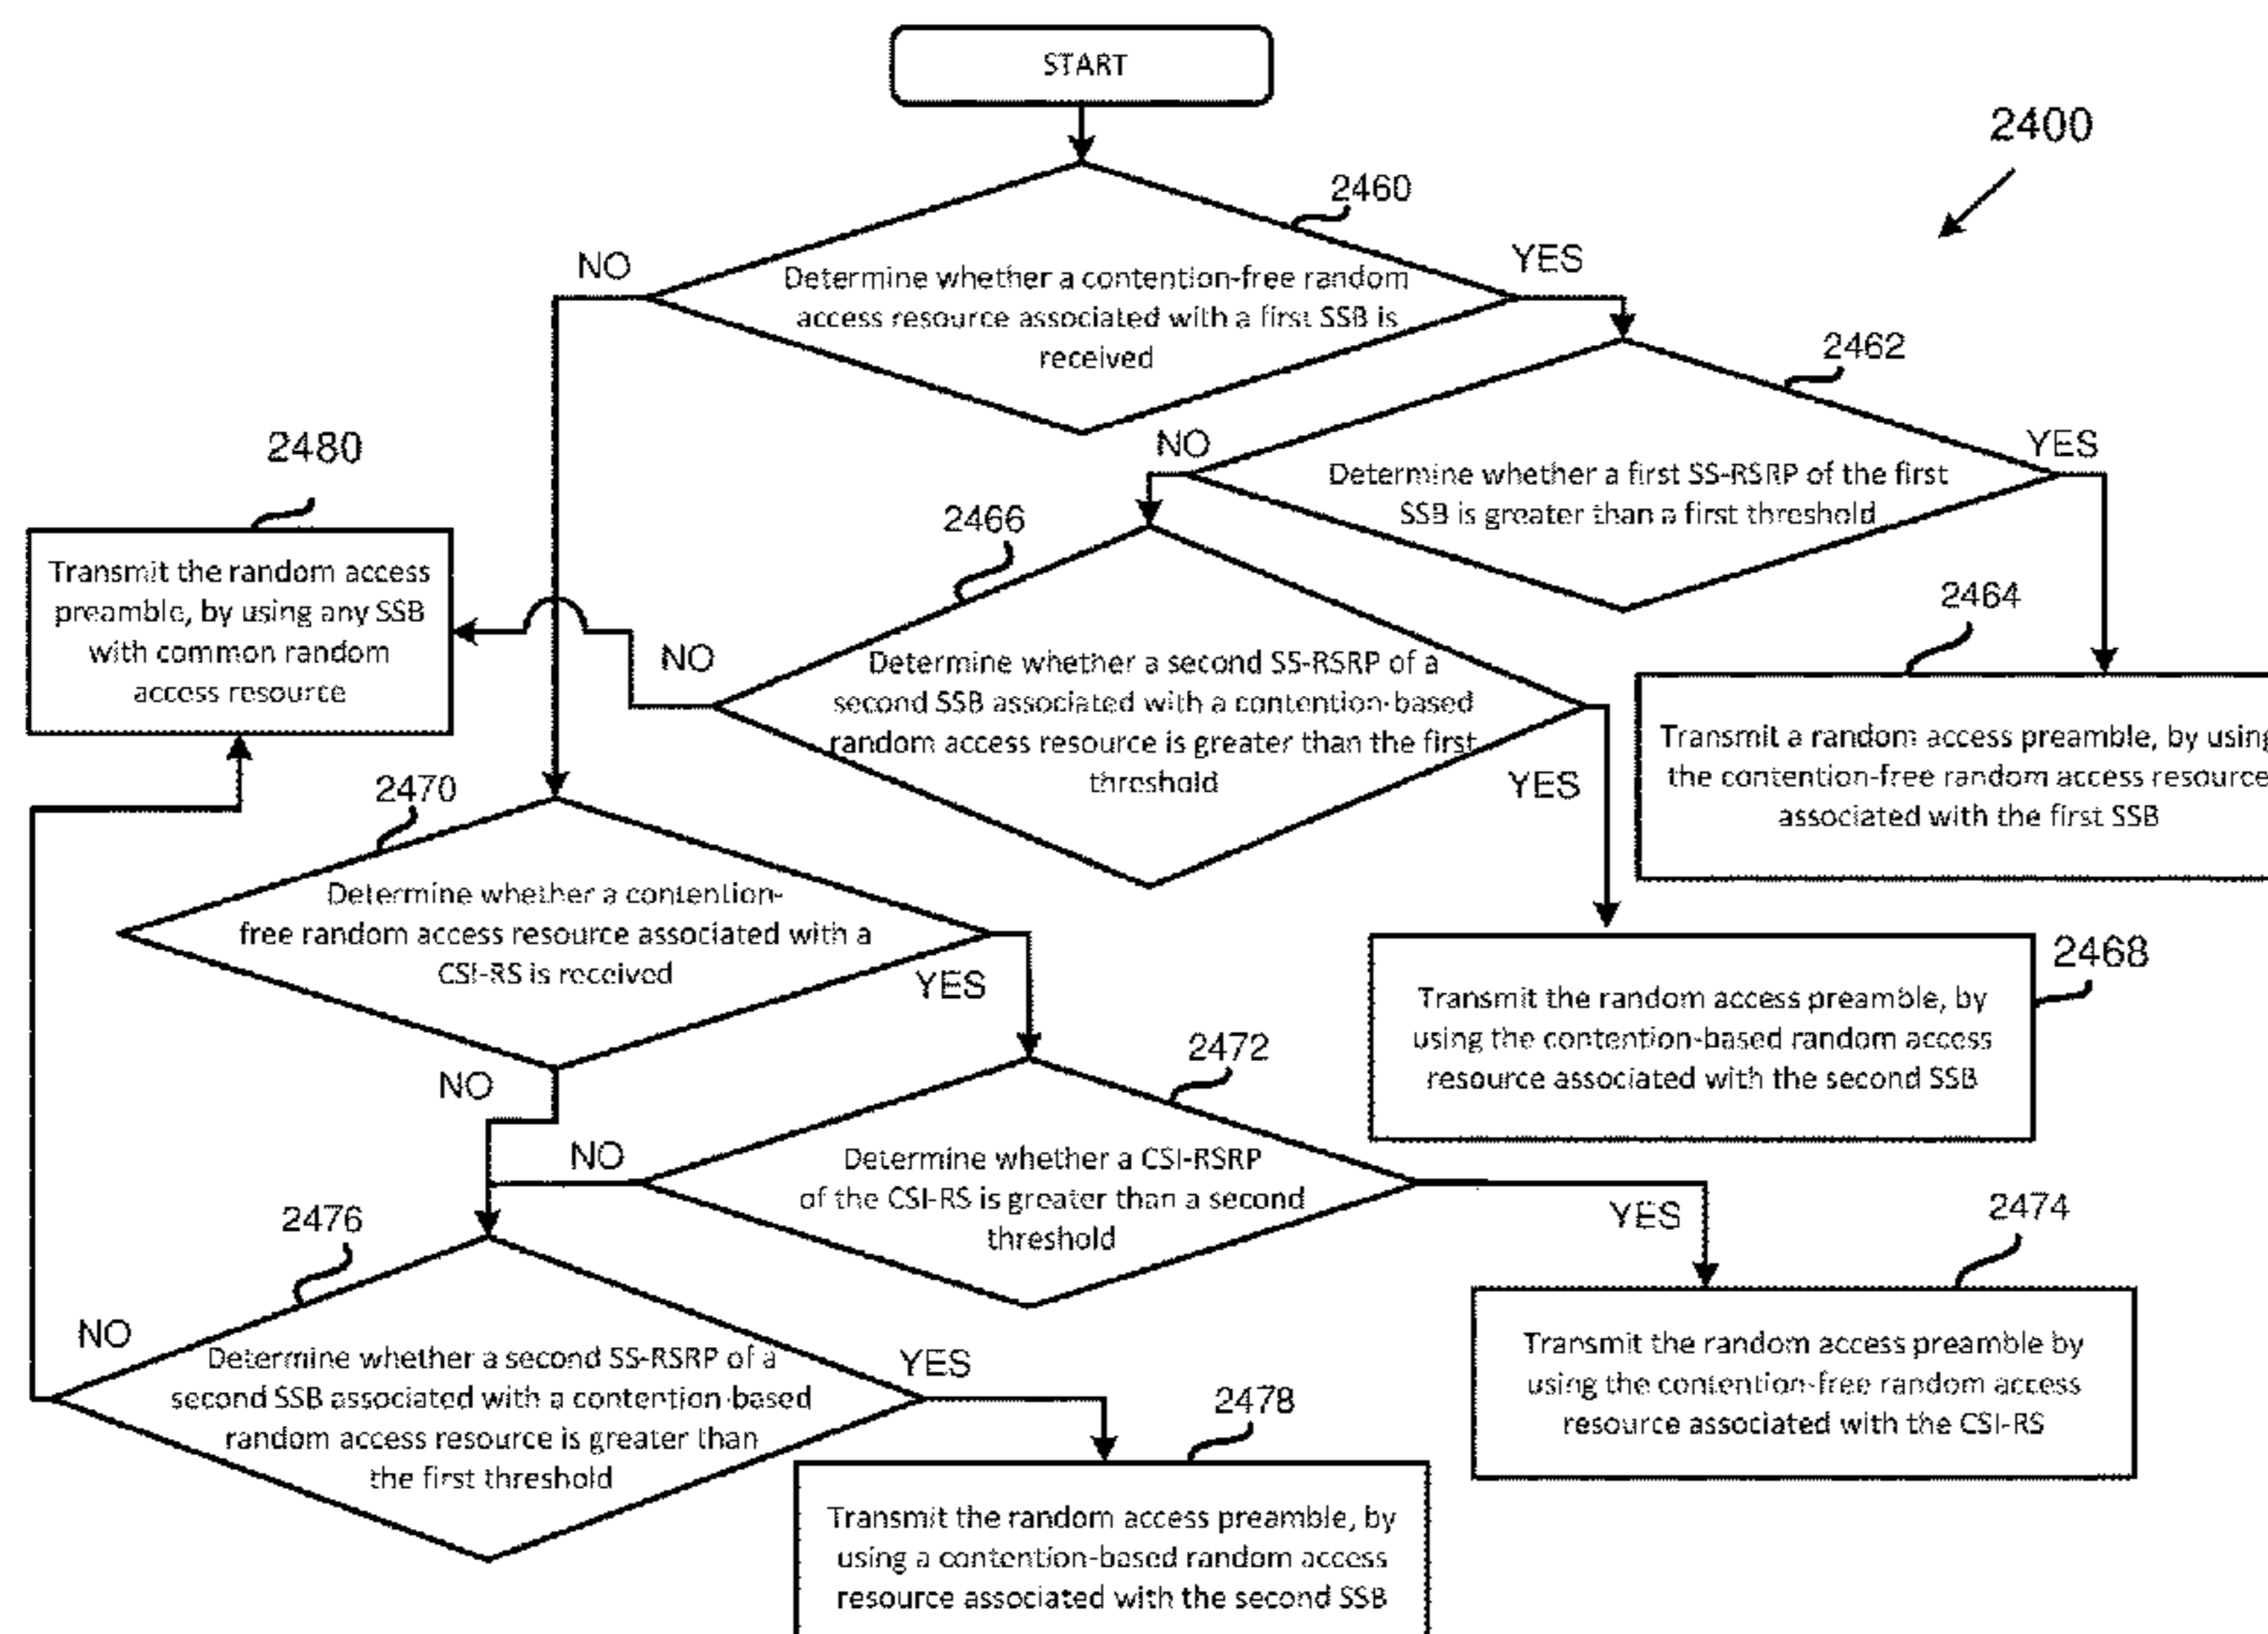 START
2400
2460
NO
YES
Determine whether a contention-free random
access resource associated with a first SSB is
received
2462
NO
YES
Determine whether a first SS-RSRP of the first
SSB is greater than a first threshold
2480
Transmit the random access
preamble, by using any SSB
with common random
access resource
2466
NO
Determine whether a second SS-RSRP of a
second SSB associated with a contention-based
random access resource is greater than the first
threshold
YES
2464
Transmit a random access preamble, by using
the contention-free random access resource
associated with the first SSB
2470
Determine whether a contention-
free random access resource associated with a
CSI-RS is received
YES
NO
2468
Transmit the random access preamble, by
using the contention-based random access
resource associated with the second SSB
2472
NO
Determine whether a CSI-RSRP
of the CSI-RS is greater than a second
threshold
YES
2474
Transmit the random access preamble by
using the contention-free random access
resource associated with the CSI-RS
2476
NO
Determine whether a second SS-RSRP of a
second SSB associated with a contention-based
random access resource is greater than
the first threshold
YES
2478
Transmit the random access preamble, by
using a contention-based random access
resource associated with the second SSB